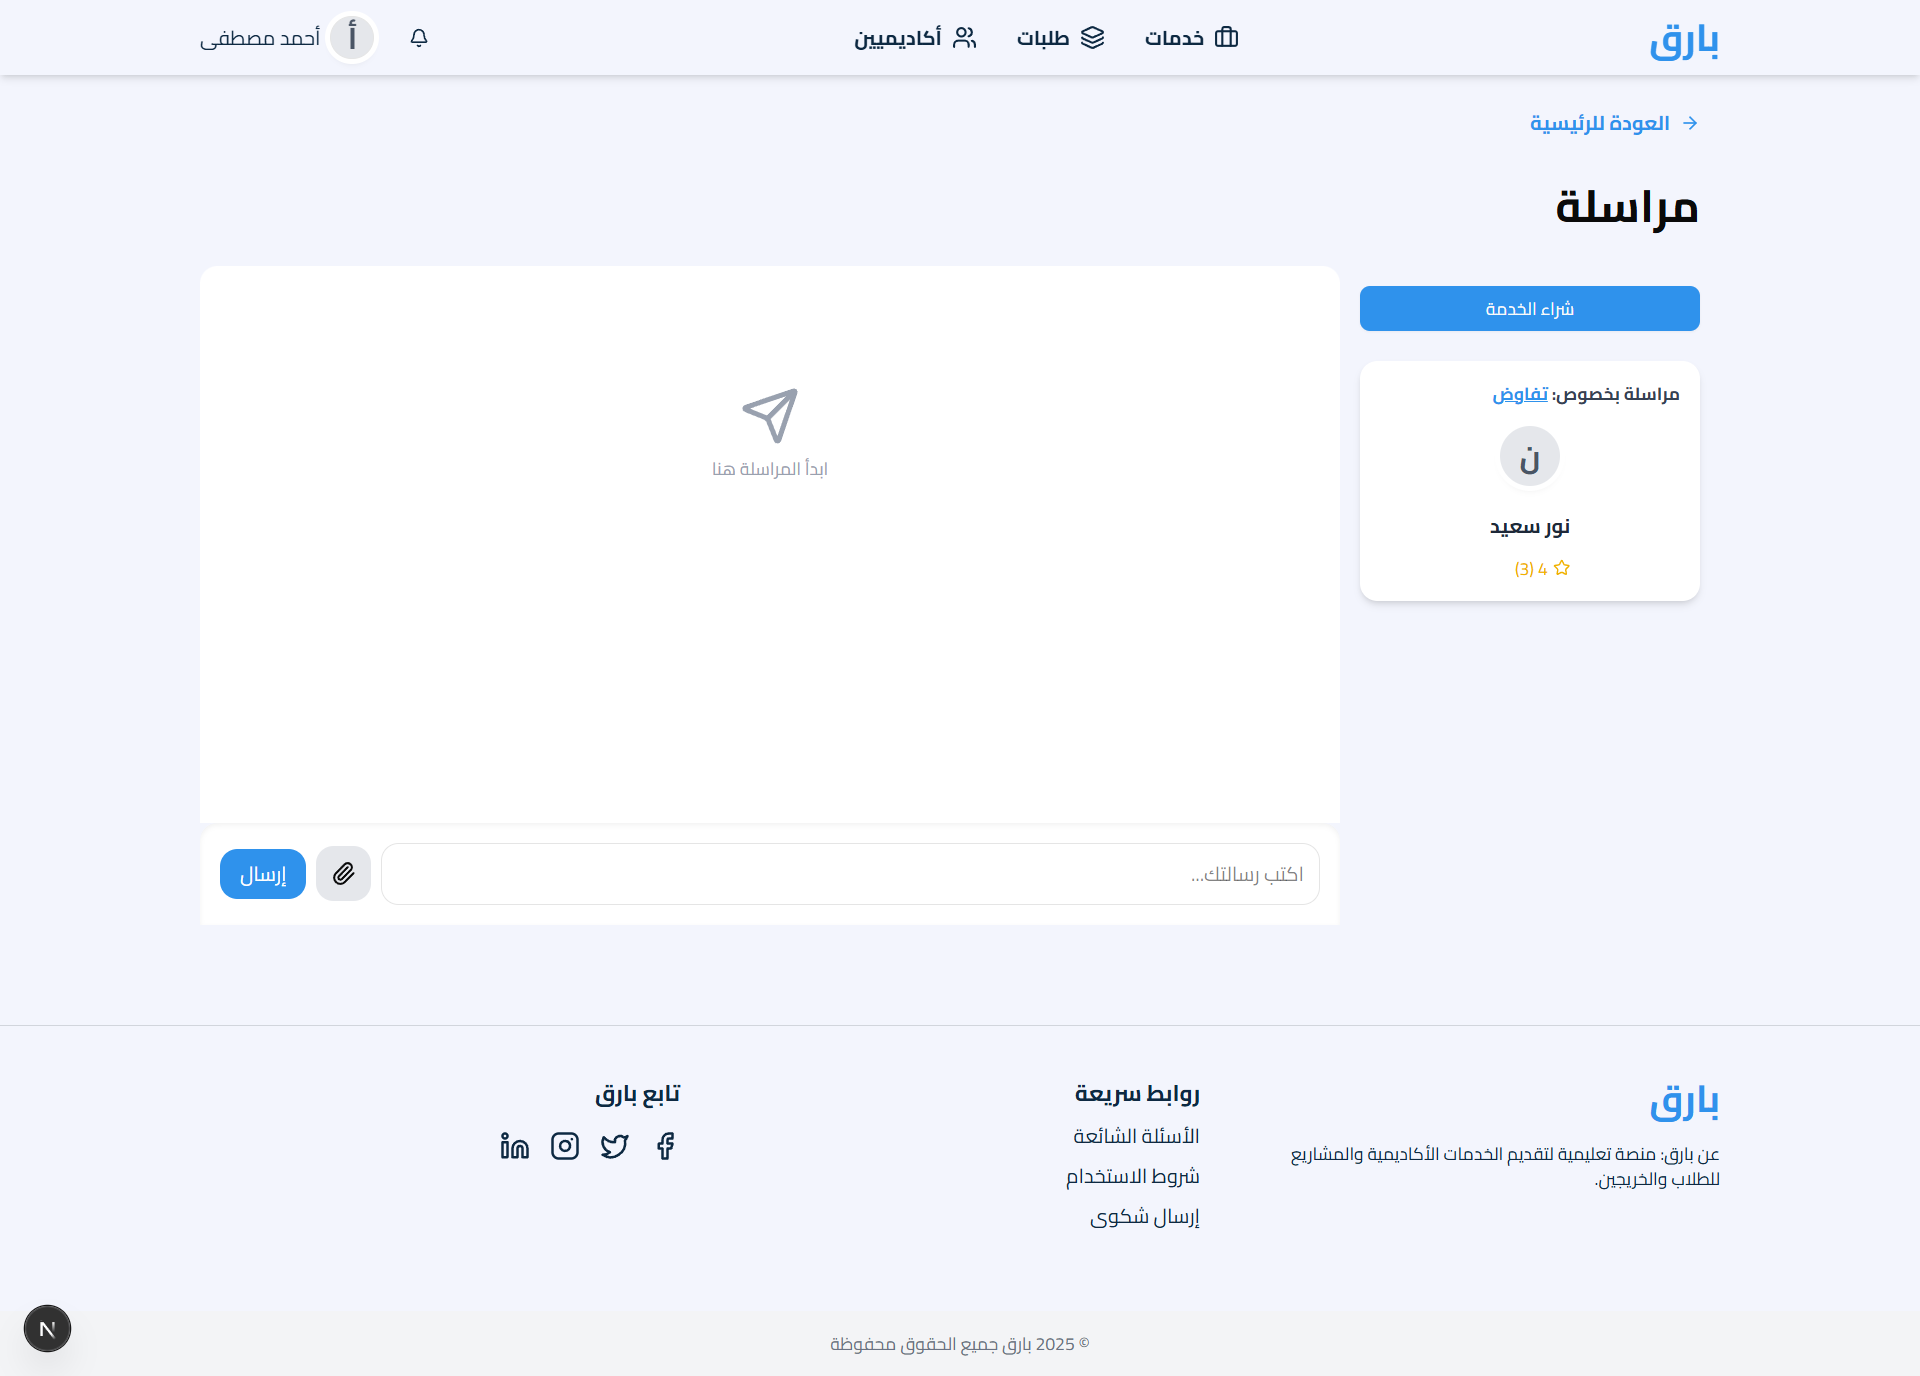 بارق
خدمات
طلبات
أكاديميين
أ
أحمد مصطفى
العودة للرئيسية
مراسلة
شراء الخدمة
مراسلة بخصوص: تفاوض
ن
نور سعيد
4 (3)
ابدأ المراسلة هنا
اكتب رسالتك...
إرسال
بارق
عن بارق: منصة تعليمية لتقديم الخدمات الأكاديمية والمشاريع
للطلاب والخريجين.
روابط سريعة
الأسئلة الشائعة
شروط الاستخدام
إرسال شكوى
تابع بارق
N
© 2025 بارق جميع الحقوق محفوظة